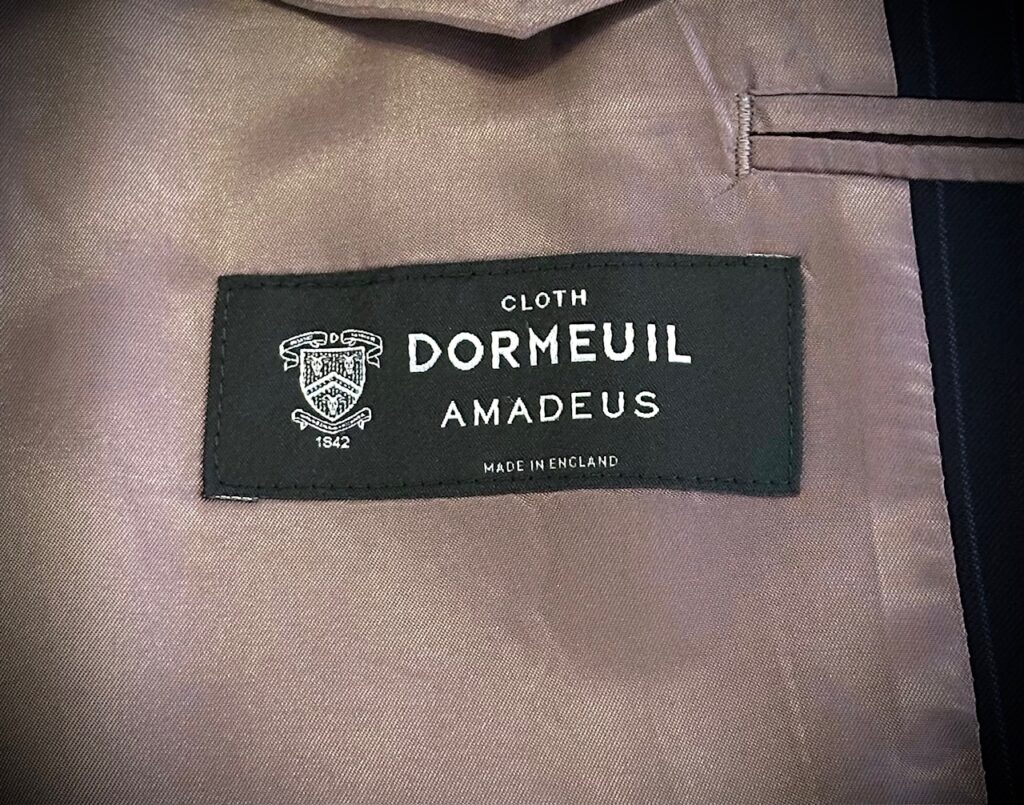 CLOTH
DORMEUIL
AMADEUS
MADE IN ENGLAND
D
1842